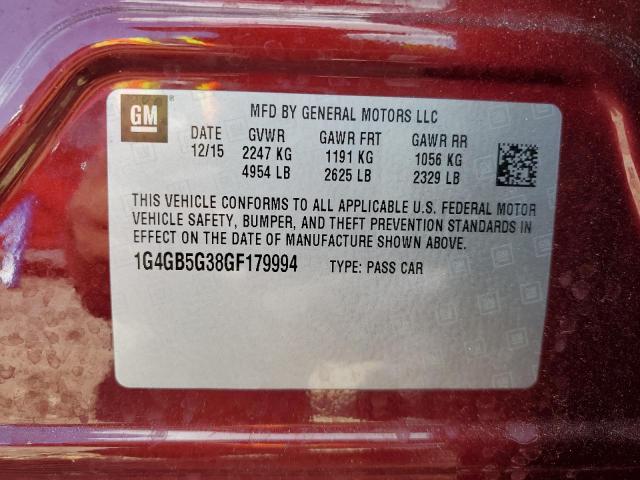 GM ® MFD BY GENERAL MOTORS LLC
DATE GVWR GAWR FRT GAWR RR
12/15 2247 KG 1191 KG 1056 KG
4954 LB 2625 LB 2329 LB
THIS VEHICLE CONFORMS TO ALL APPLICABLE U.S. FEDERAL MOTOR
VEHICLE SAFETY, BUMPER, AND THEFT PREVENTION STANDARDS IN
EFFECT ON THE DATE OF MANUFACTURE SHOWN ABOVE.
1G4GB5G38GF179994 TYPE: PASS CAR